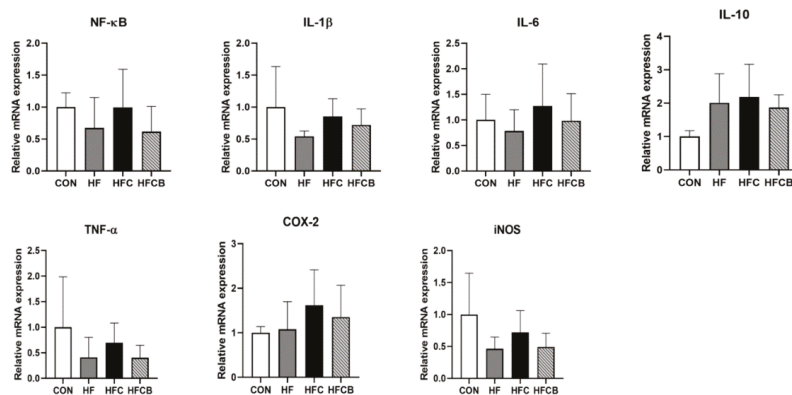 NF-κB
Relative mRNA expression
2.0
1.5
1.0
0.5
0.0
CON HF HFC HFCB
IL-1β
Relative mRNA expression
2.0
1.5
1.0
0.5
0.0
CON HF HFC HFCB
IL-6
Relative mRNA expression
2.5
2.0
1.5
1.0
0.5
0.0
CON HF HFC HFCB
IL-10
Relative mRNA expression
4
3
2
1
0
CON HF HFC HFCB
TNF-α
Relative mRNA expression
2.5
2.0
1.5
1.0
0.5
0.0
CON HF HFC HFCB
COX-2
Relative mRNA expression
3
2
1
0
CON HF HFC HFCB
iNOS
Relative mRNA expression
2.0
1.5
1.0
0.5
0.0
CON HF HFC HFCB